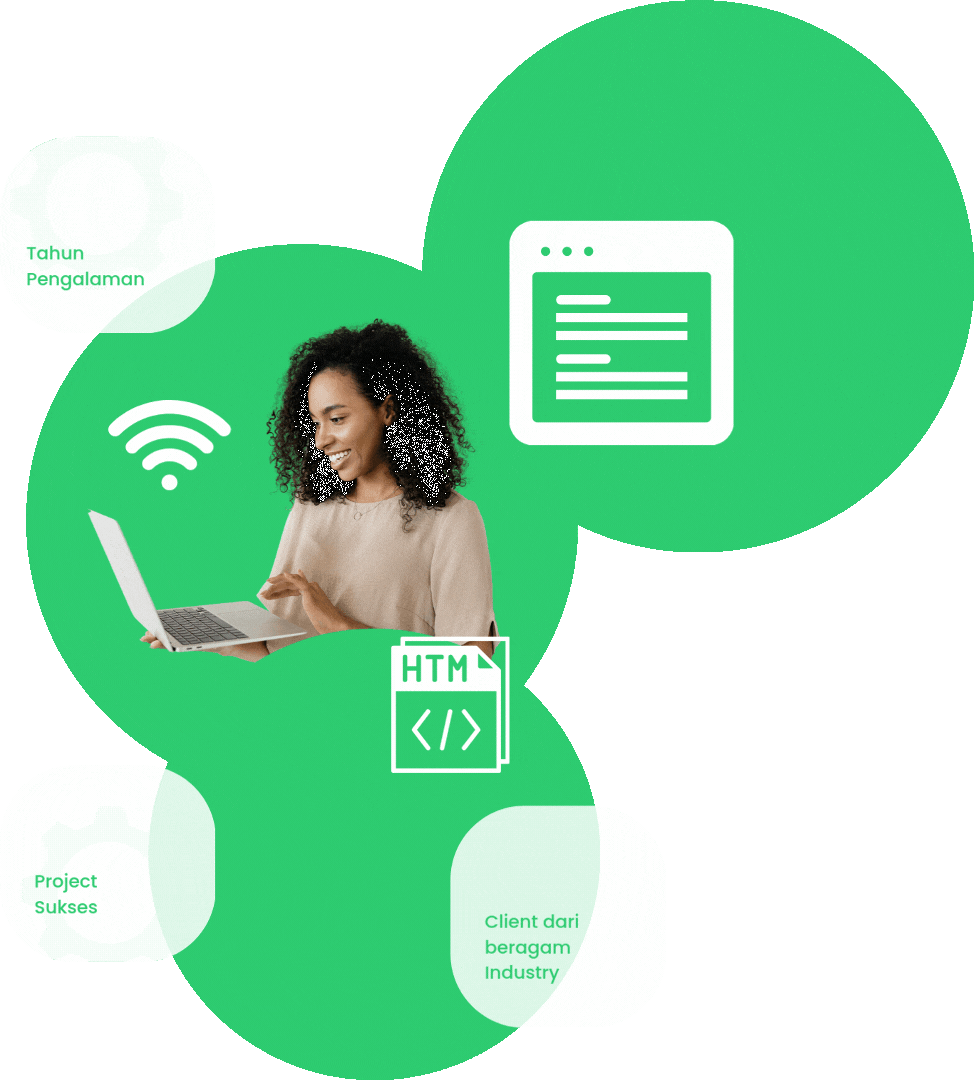 Tahun
Pengalaman
HTM
</>
Project
Sukses
Client dari
beragam
Industry